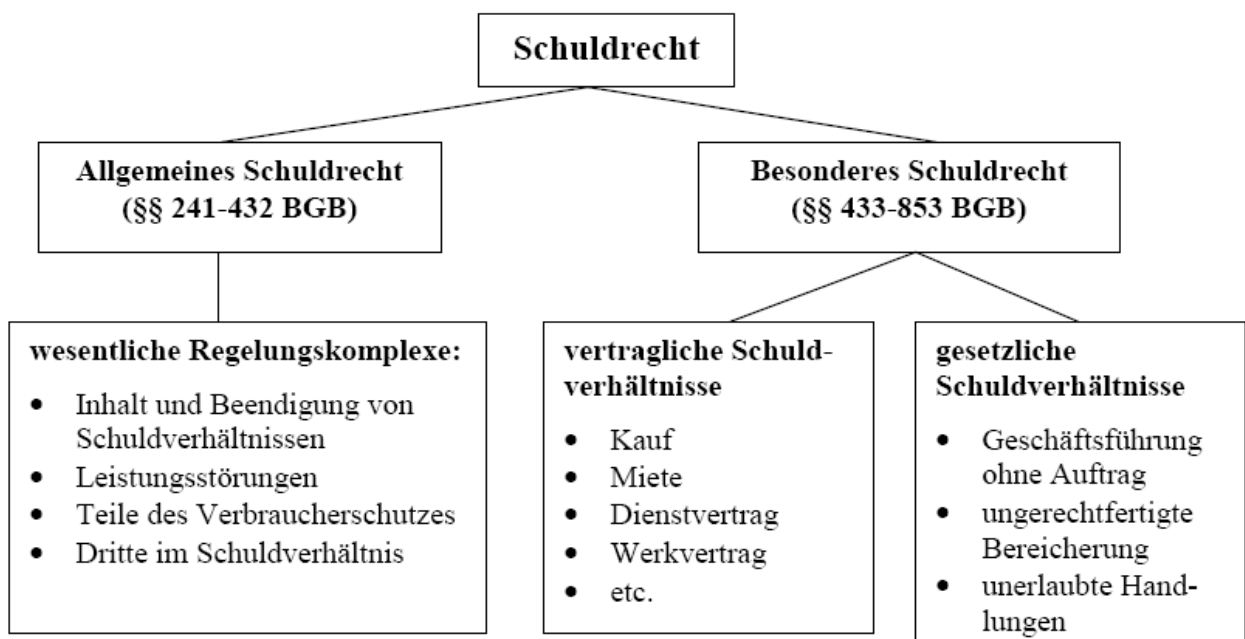 Schuldrecht
Allgemeines Schuldrecht
(§§ 241-432 BGB)
Besonderes Schuldrecht
(§§ 433-853 BGB)
wesentliche Regelungskomplexe:
• Inhalt und Beendigung von
Schuldverhältnissen
• Leistungsstörungen
• Teile des Verbraucherschutzes
• Dritte im Schuldverhältnis
vertragliche Schuld-
verhältnisse
• Kauf
• Miete
• Dienstvertrag
• Werkvertrag
• etc.
gesetzliche
Schuldverhältnisse
• Geschäftsführung
ohne Auftrag
• ungerechtfertigte
Bereicherung
• unerlaubte Hand-
lungen